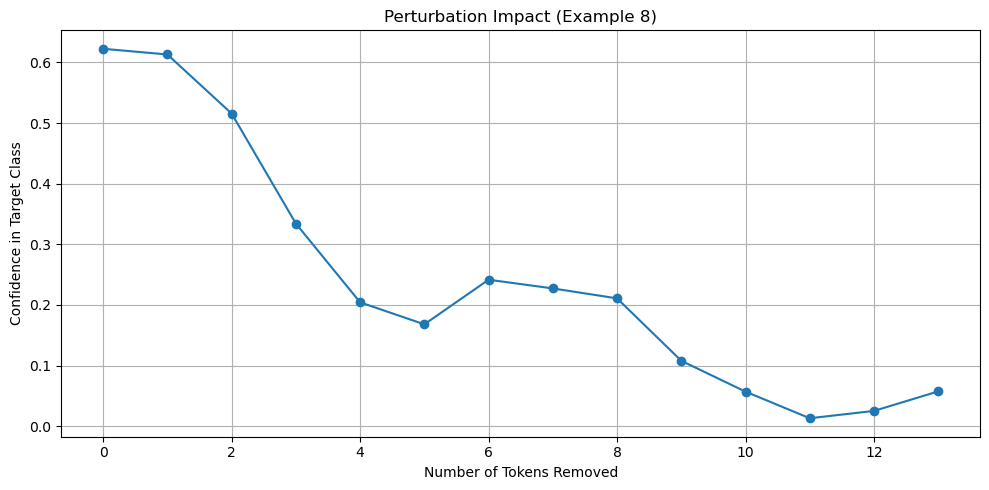 Perturbation Impact (Example 8)
Confidence in Target Class
0.6
0.5
0.4
0.3
0.2
0.1
0.0
0 2 4 6 8 10 12
Number of Tokens Removed